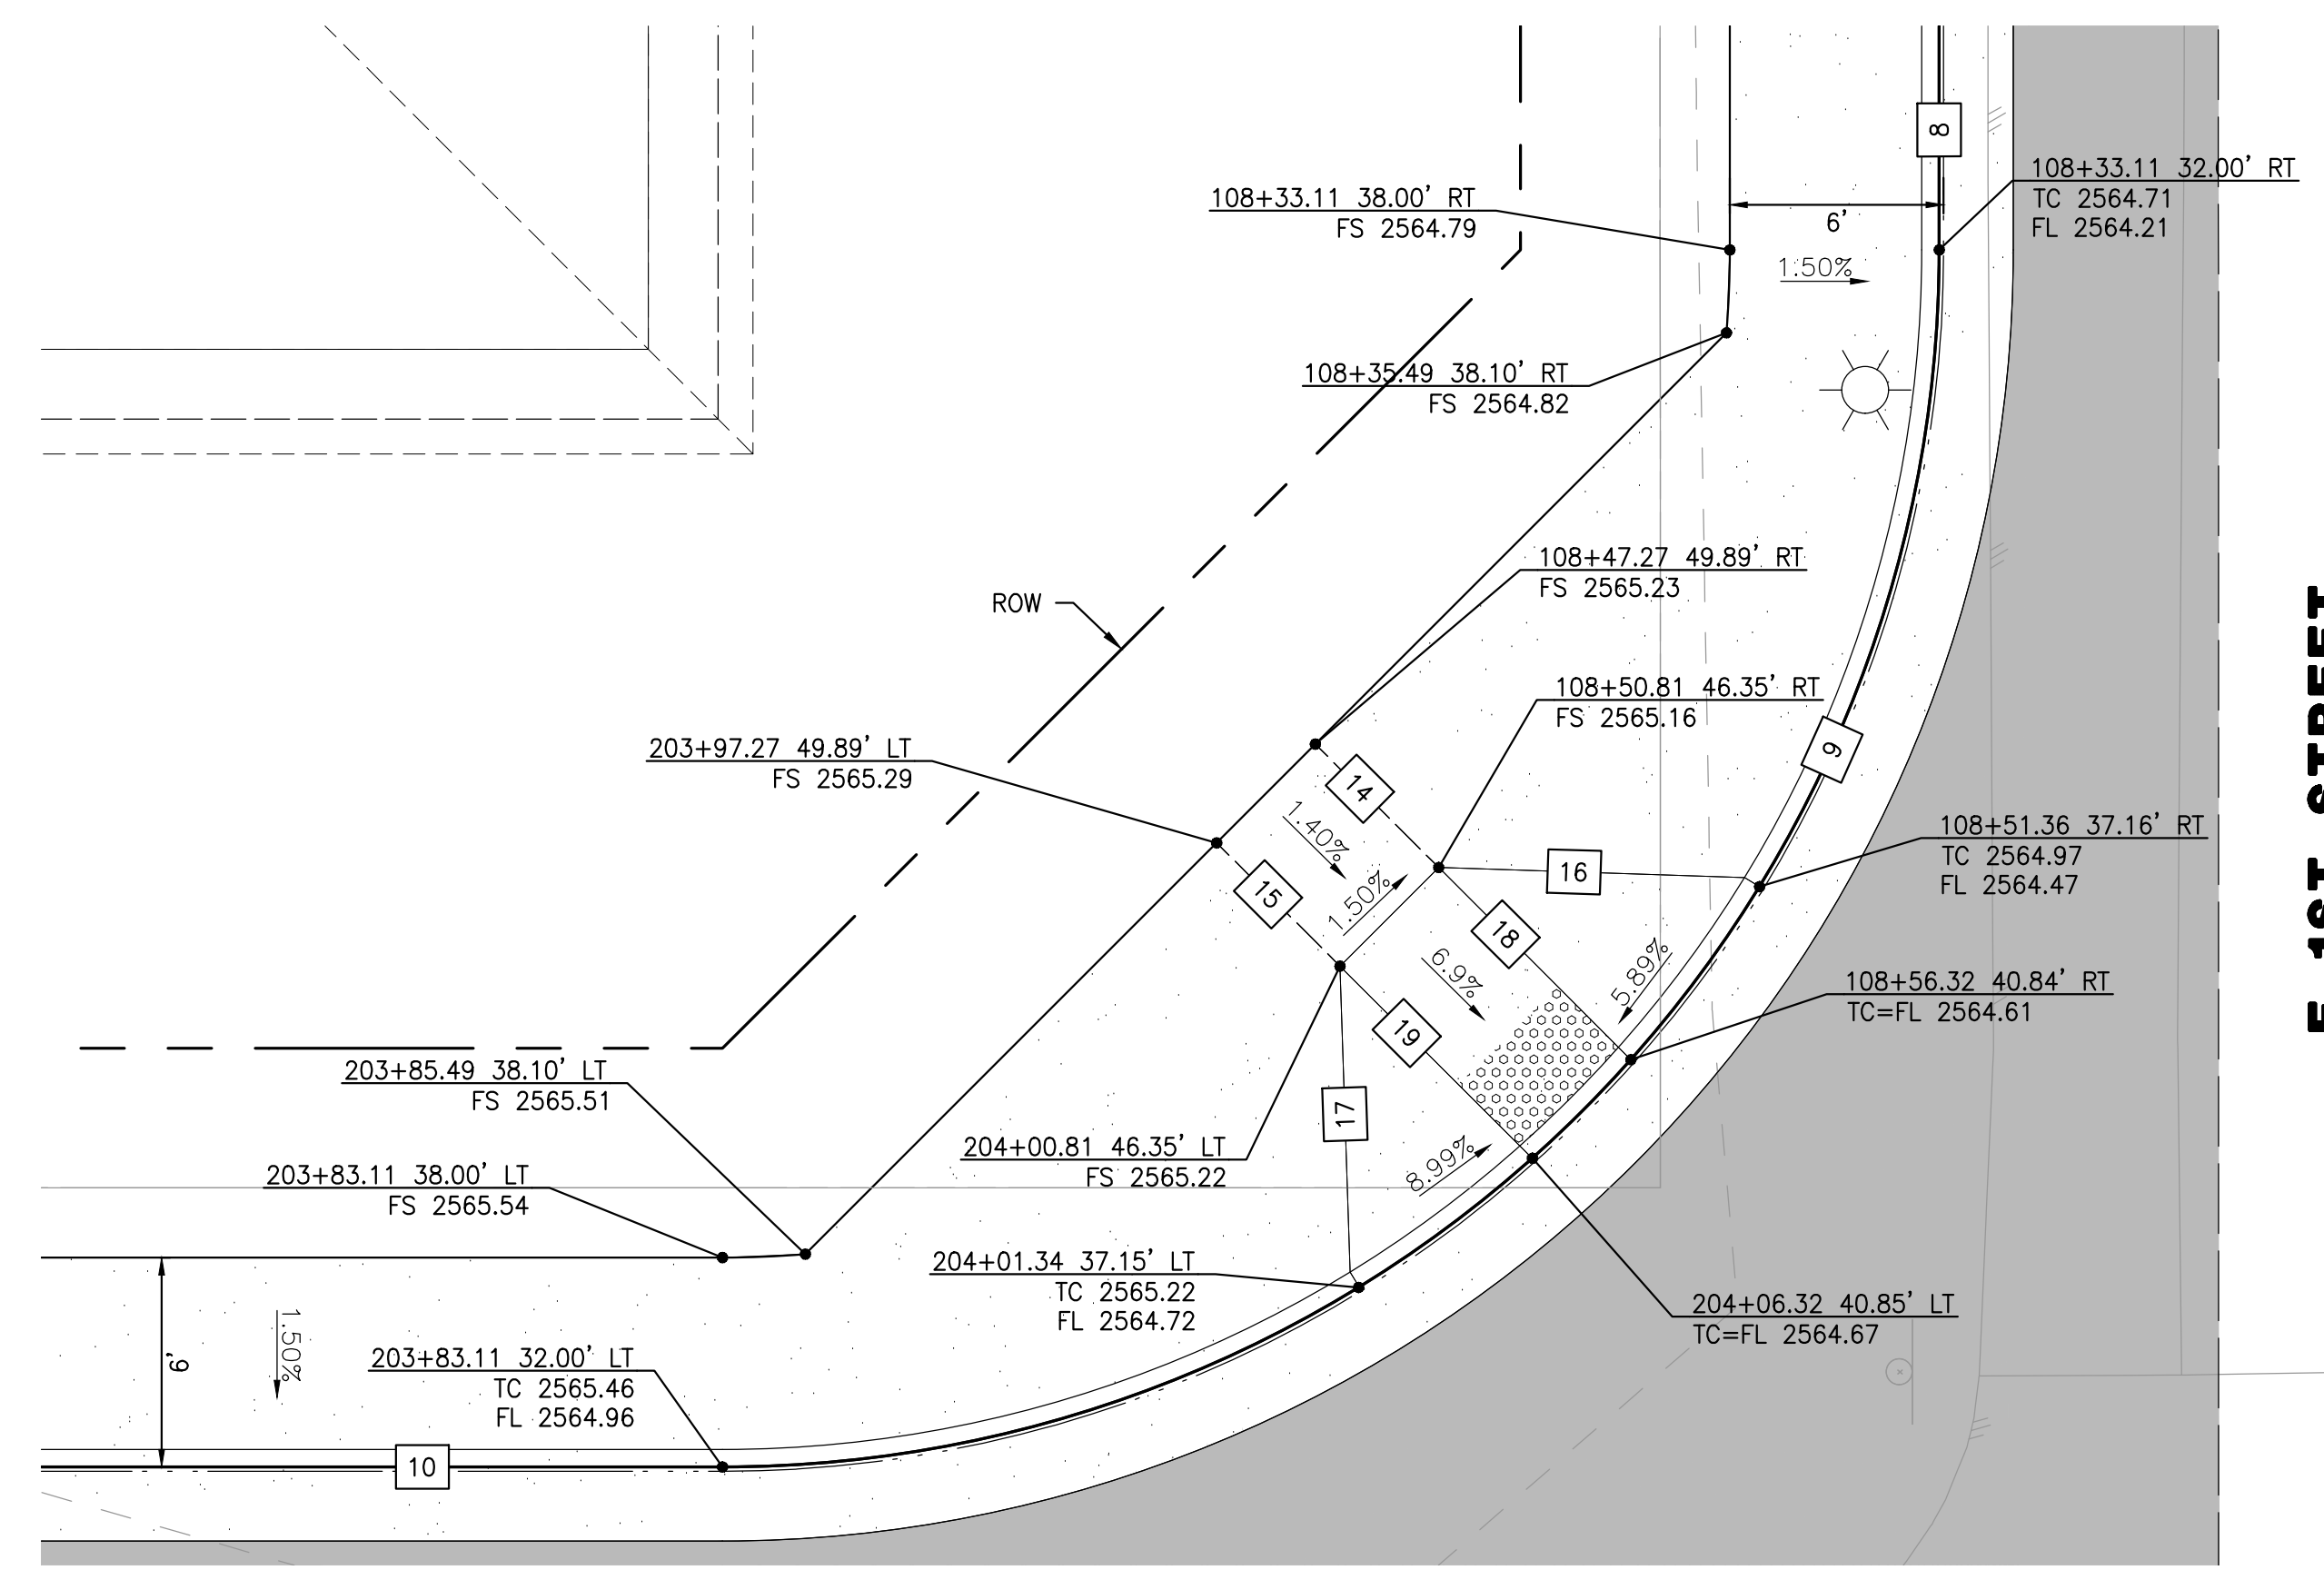 8
108+33.11 32.00' RT
TC 2564.71
FL 2564.21
108+33.11 38.00' RT
FS 2564.79
6'
1.50%
108+35.49 38.10' RT
FS 2564.82
108+47.27 49.89' RT
FS 2565.23
ROW
108+50.81 46.35' RT
FS 2565.16
203+97.27 49.89' LT
FS 2565.29
9
14
1.40%
15
1.50%
16
108+51.36 37.16' RT
TC 2564.97
FL 2564.47
18
6.9%
5.89%
108+56.32 40.84' RT
TC=FL 2564.61
19
203+85.49 38.10' LT
FS 2565.51
17
204+00.81 46.35' LT
FS 2565.22
8.99%
203+83.11 38.00' LT
FS 2565.54
204+01.34 37.15' LT
TC 2565.22
FL 2564.72
204+06.32 40.85' LT
TC=FL 2564.67
6'
1.50%
203+83.11 32.00' LT
TC 2565.46
FL 2564.96
10
E 1ST STREET